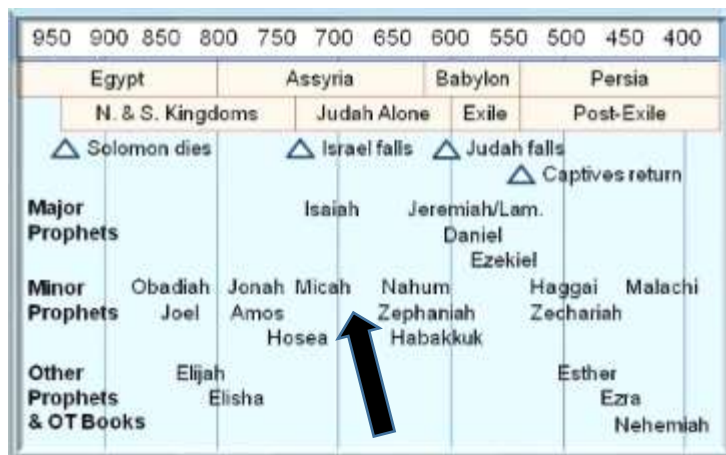 950 900 850 800 750 700 650 600 550 500 450 400
Egypt Assyria Babylon Persia
N. & S. Kingdoms Judah Alone Exile Post-Exile
Solomon dies Israel falls Judah falls
Captives return
Major Isaiah Jeremiah/Lam.
Prophets Daniel
Ezekiel
Minor Obadiah Jonah Micah Nahum Haggai Malachi
Prophets Joel Amos Zephaniah Zechariah
Hosea Habakkuk
Other Elijah Esther
Prophets Elisha Ezra
& OT Books Nehemiah